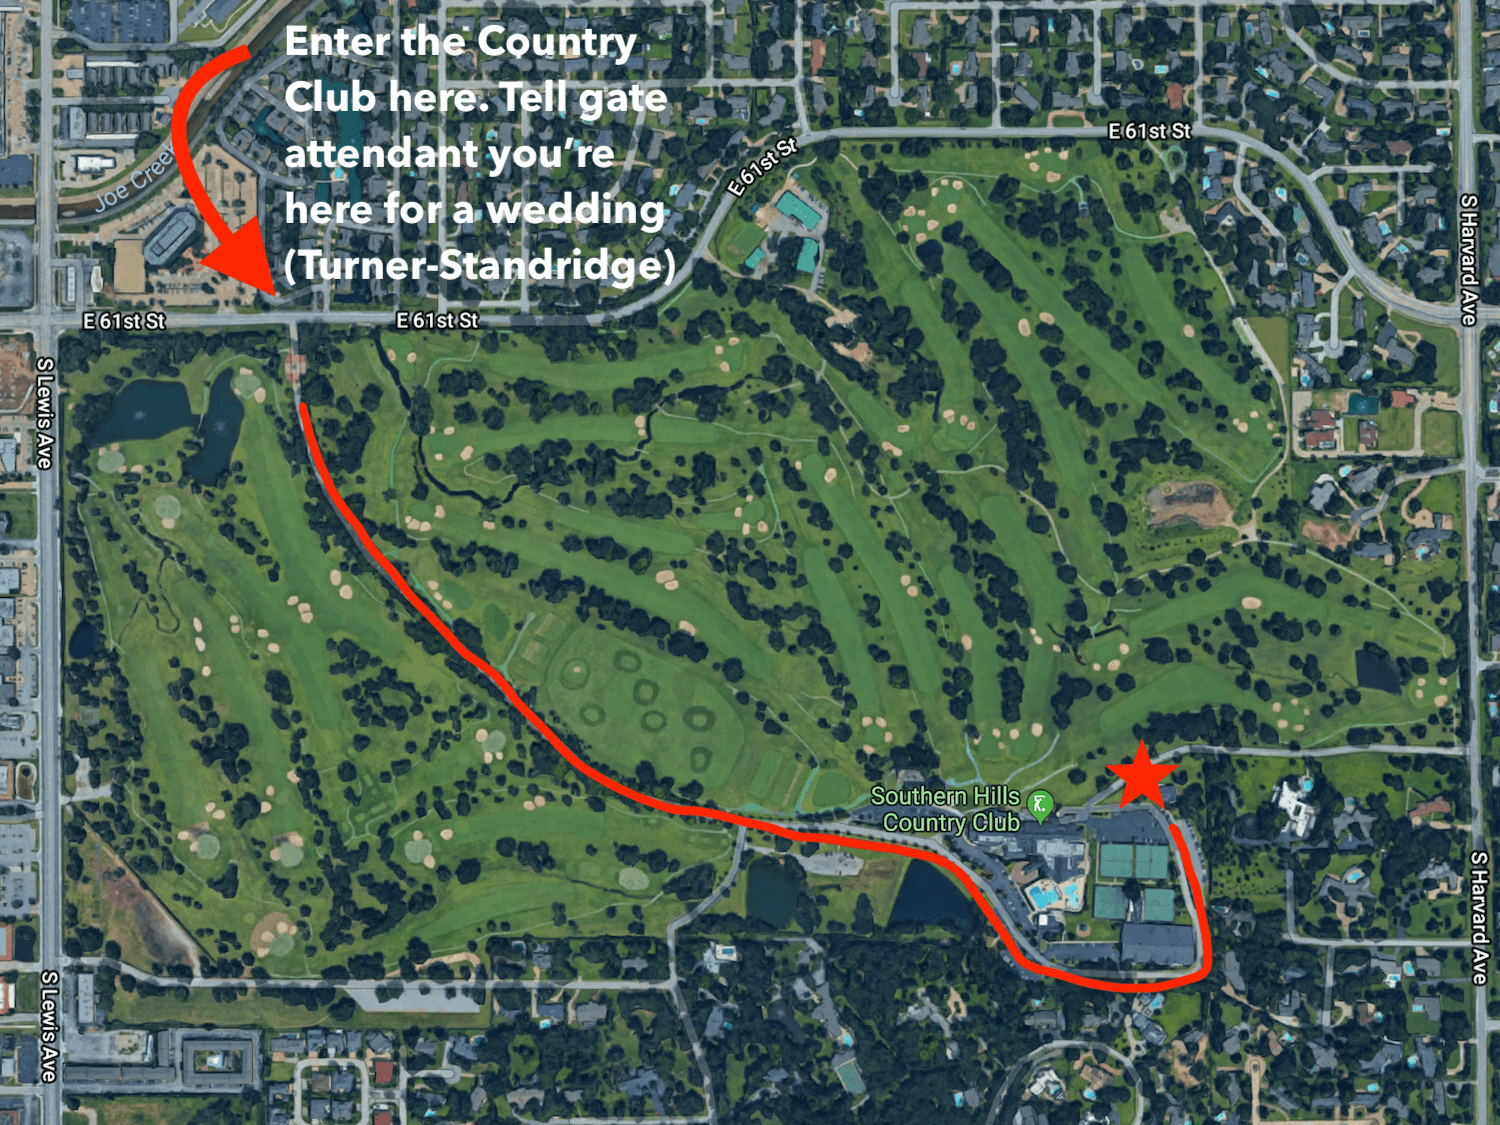 Enter the Country
Club here. Tell gate
attendant you’re
here for a wedding
(Turner-Standridge)
Joe Creek
E 61st St
E 61st St
E 61st St
E 61st St
S Harvard Ave
S Lewis Ave
Southern Hills
Country Club
S Harvard Ave
S Lewis Ave